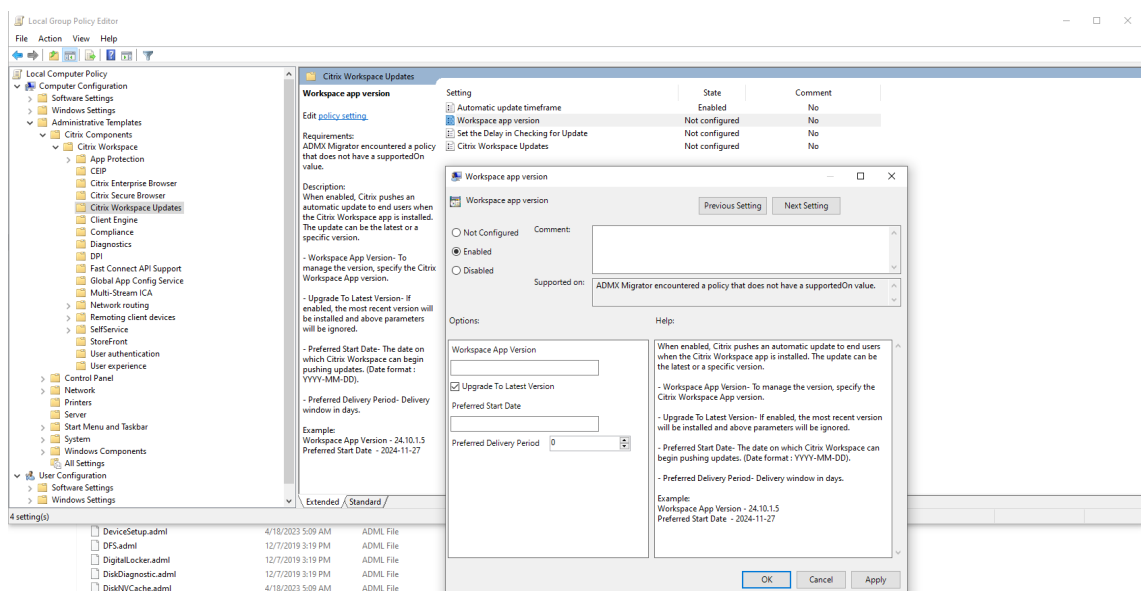 Local Group Policy Editor
File Action View Help
Local Computer Policy
Computer Configuration
Software Settings
Windows Settings
Administrative Templates
Citrix Components
Citrix Workspace
App Protection
CEIP
Citrix Enterprise Browser
Citrix Secure Browser
Citrix Workspace Updates
Client Engine
Compliance
Diagnostics
DPI
Fast Connect API Support
Global App Config Service
Multi-Stream ICA
Network routing
Remoting client devices
SelfService
StoreFront
User authentication
User experience
Control Panel
Network
Printers
Server
Start Menu and Taskbar
System
Windows Components
All Settings
User Configuration
Software Settings
Windows Settings
4 setting(s)
Citrix Workspace Updates
Workspace app version
Edit policy setting
Requirements:
ADMX Migrator encountered a policy
that does not have a supportedOn
value.
Description:
When enabled, Citrix pushes an
automatic update to end users when
the Citrix Workspace app is installed.
The update can be the latest or a
specific version.
- Workspace App Version- To
manage the version, specify the Citrix
Workspace App version.
- Upgrade To Latest Version- If
enabled, the most recent version will
be installed and above parameters
will be ignored.
- Preferred Start Date- The date on
which Citrix Workspace can begin
pushing updates. (Date format :
YYYY-MM-DD).
- Preferred Delivery Period- Delivery
window in days.
Example:
Workspace App Version - 24.10.1.5
Preferred Start Date - 2024-11-27
Extended Standard
Setting State Comment
Automatic update timeframe Enabled No
Workspace app version Not configured No
Set the Delay in Checking for Update Not configured No
Citrix Workspace Updates Not configured No
Workspace app version
Workspace app version
Previous Setting Next Setting
Not Configured Comment:
Enabled
Disabled
Supported on: ADMX Migrator encountered a policy that does not have a supportedOn value.
Options: Help:
Workspace App Version
Upgrade To Latest Version
Preferred Start Date
Preferred Delivery Period 0
When enabled, Citrix pushes an automatic update to end users
when the Citrix Workspace app is installed. The update can be
the latest or a specific version.
- Workspace App Version- To manage the version, specify the
Citrix Workspace App version.
- Upgrade To Latest Version- If enabled, the most recent version
will be installed and above parameters will be ignored.
- Preferred Start Date- The date on which Citrix Workspace can
begin pushing updates. (Date format : YYYY-MM-DD).
- Preferred Delivery Period- Delivery window in days.
Example:
Workspace App Version - 24.10.1.5
Preferred Start Date - 2024-11-27
OK Cancel Apply
DeviceSetup.adml 4/18/2023 5:09 AM ADML File
DFS.adml 12/7/2019 3:19 PM ADML File
DigitalLocker.adml 12/7/2019 3:19 PM ADML File
DiskDiagnostic.adml 12/7/2019 3:19 PM ADML File
DiskNVCache.adml 4/18/2023 5:09 AM ADML File